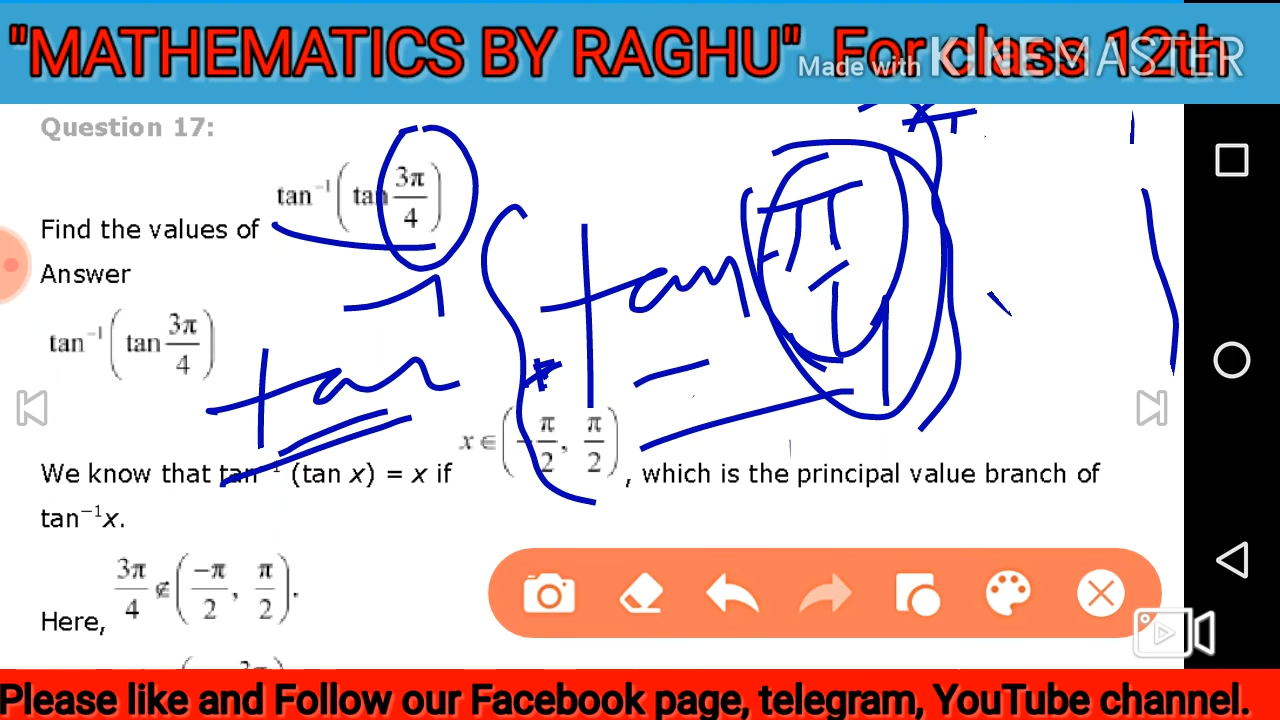 "MATHEMATICS BY RAGHU" For class 12th
Made with KINEMASTER
Question 17:
Find the values of tan⁻¹(tan 3π/4)
Answer
tan⁻¹(tan 3π/4)
tan⁻¹ (tan
We know that tan⁻¹ (tan x) = x if x ∈ (-π/2, π/2), which is the principal value branch of
tan⁻¹x.
Here, 3π/4 ∉ (-π/2, π/2).
Please like and Follow our Facebook page, telegram, YouTube channel.